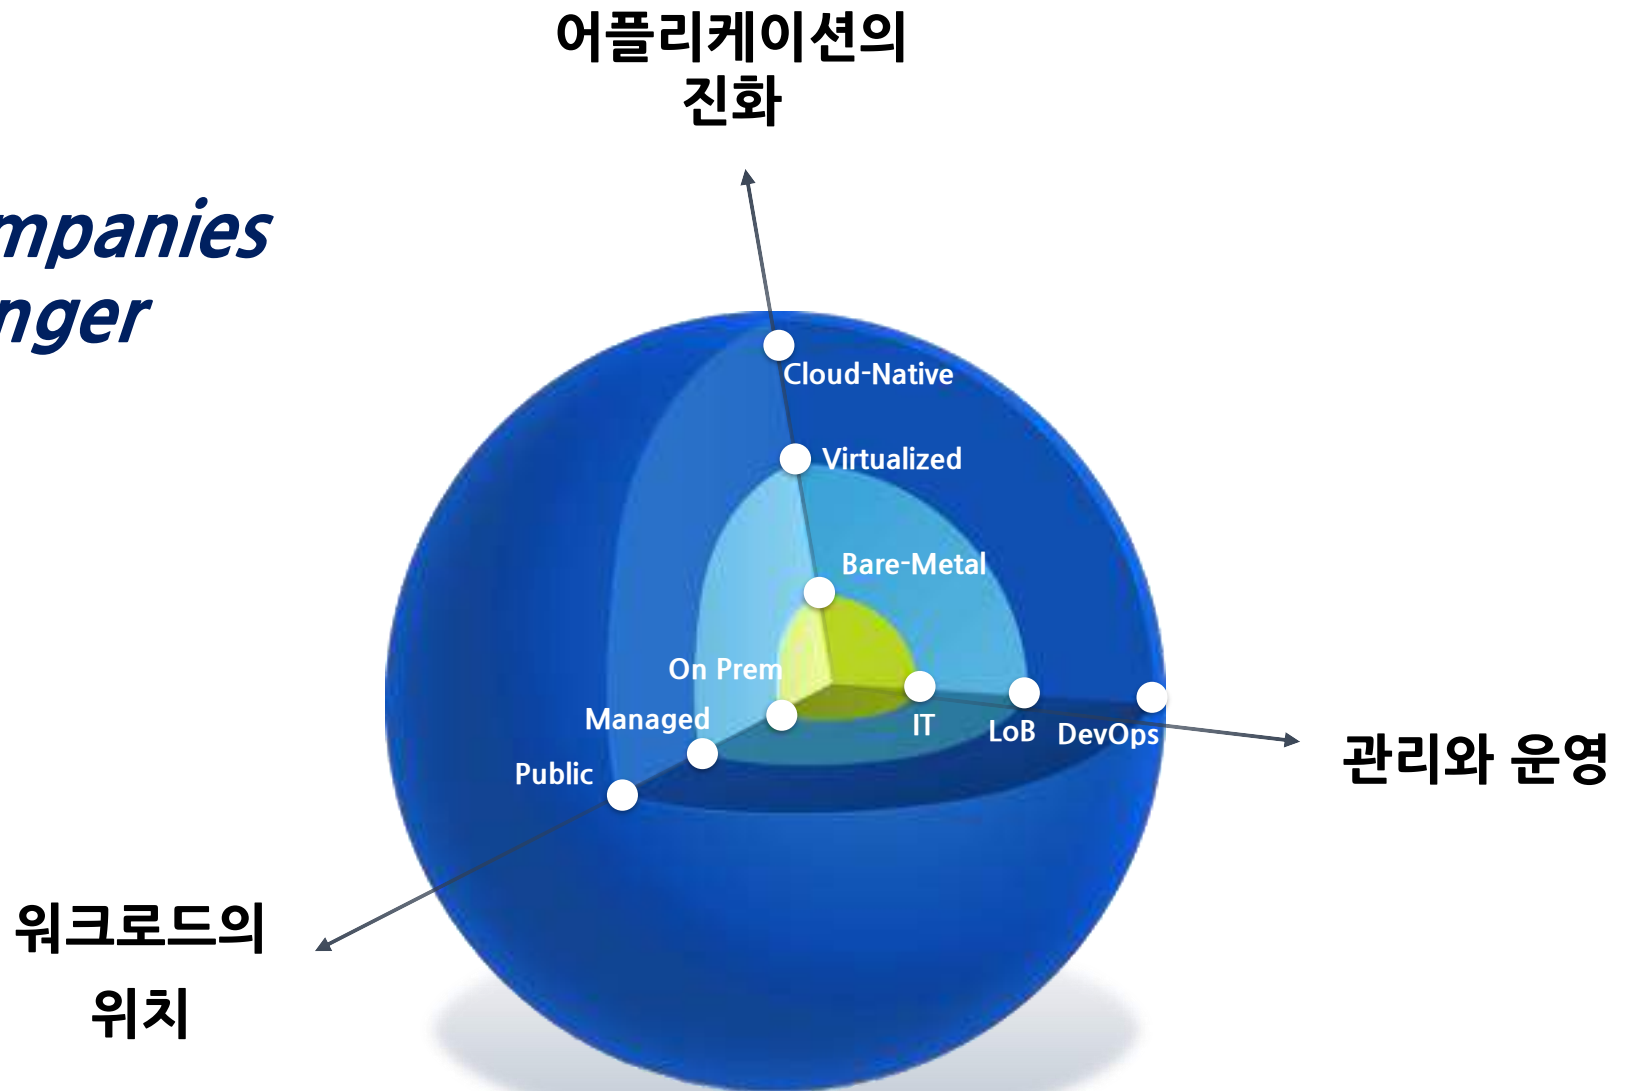 어플리케이션의
진화
mpanies
nger
Cloud-Native
Virtualized
Bare-Metal
On Prem
Managed
Public
IT
LoB
DevOps
관리와 운영
워크로드의
위치